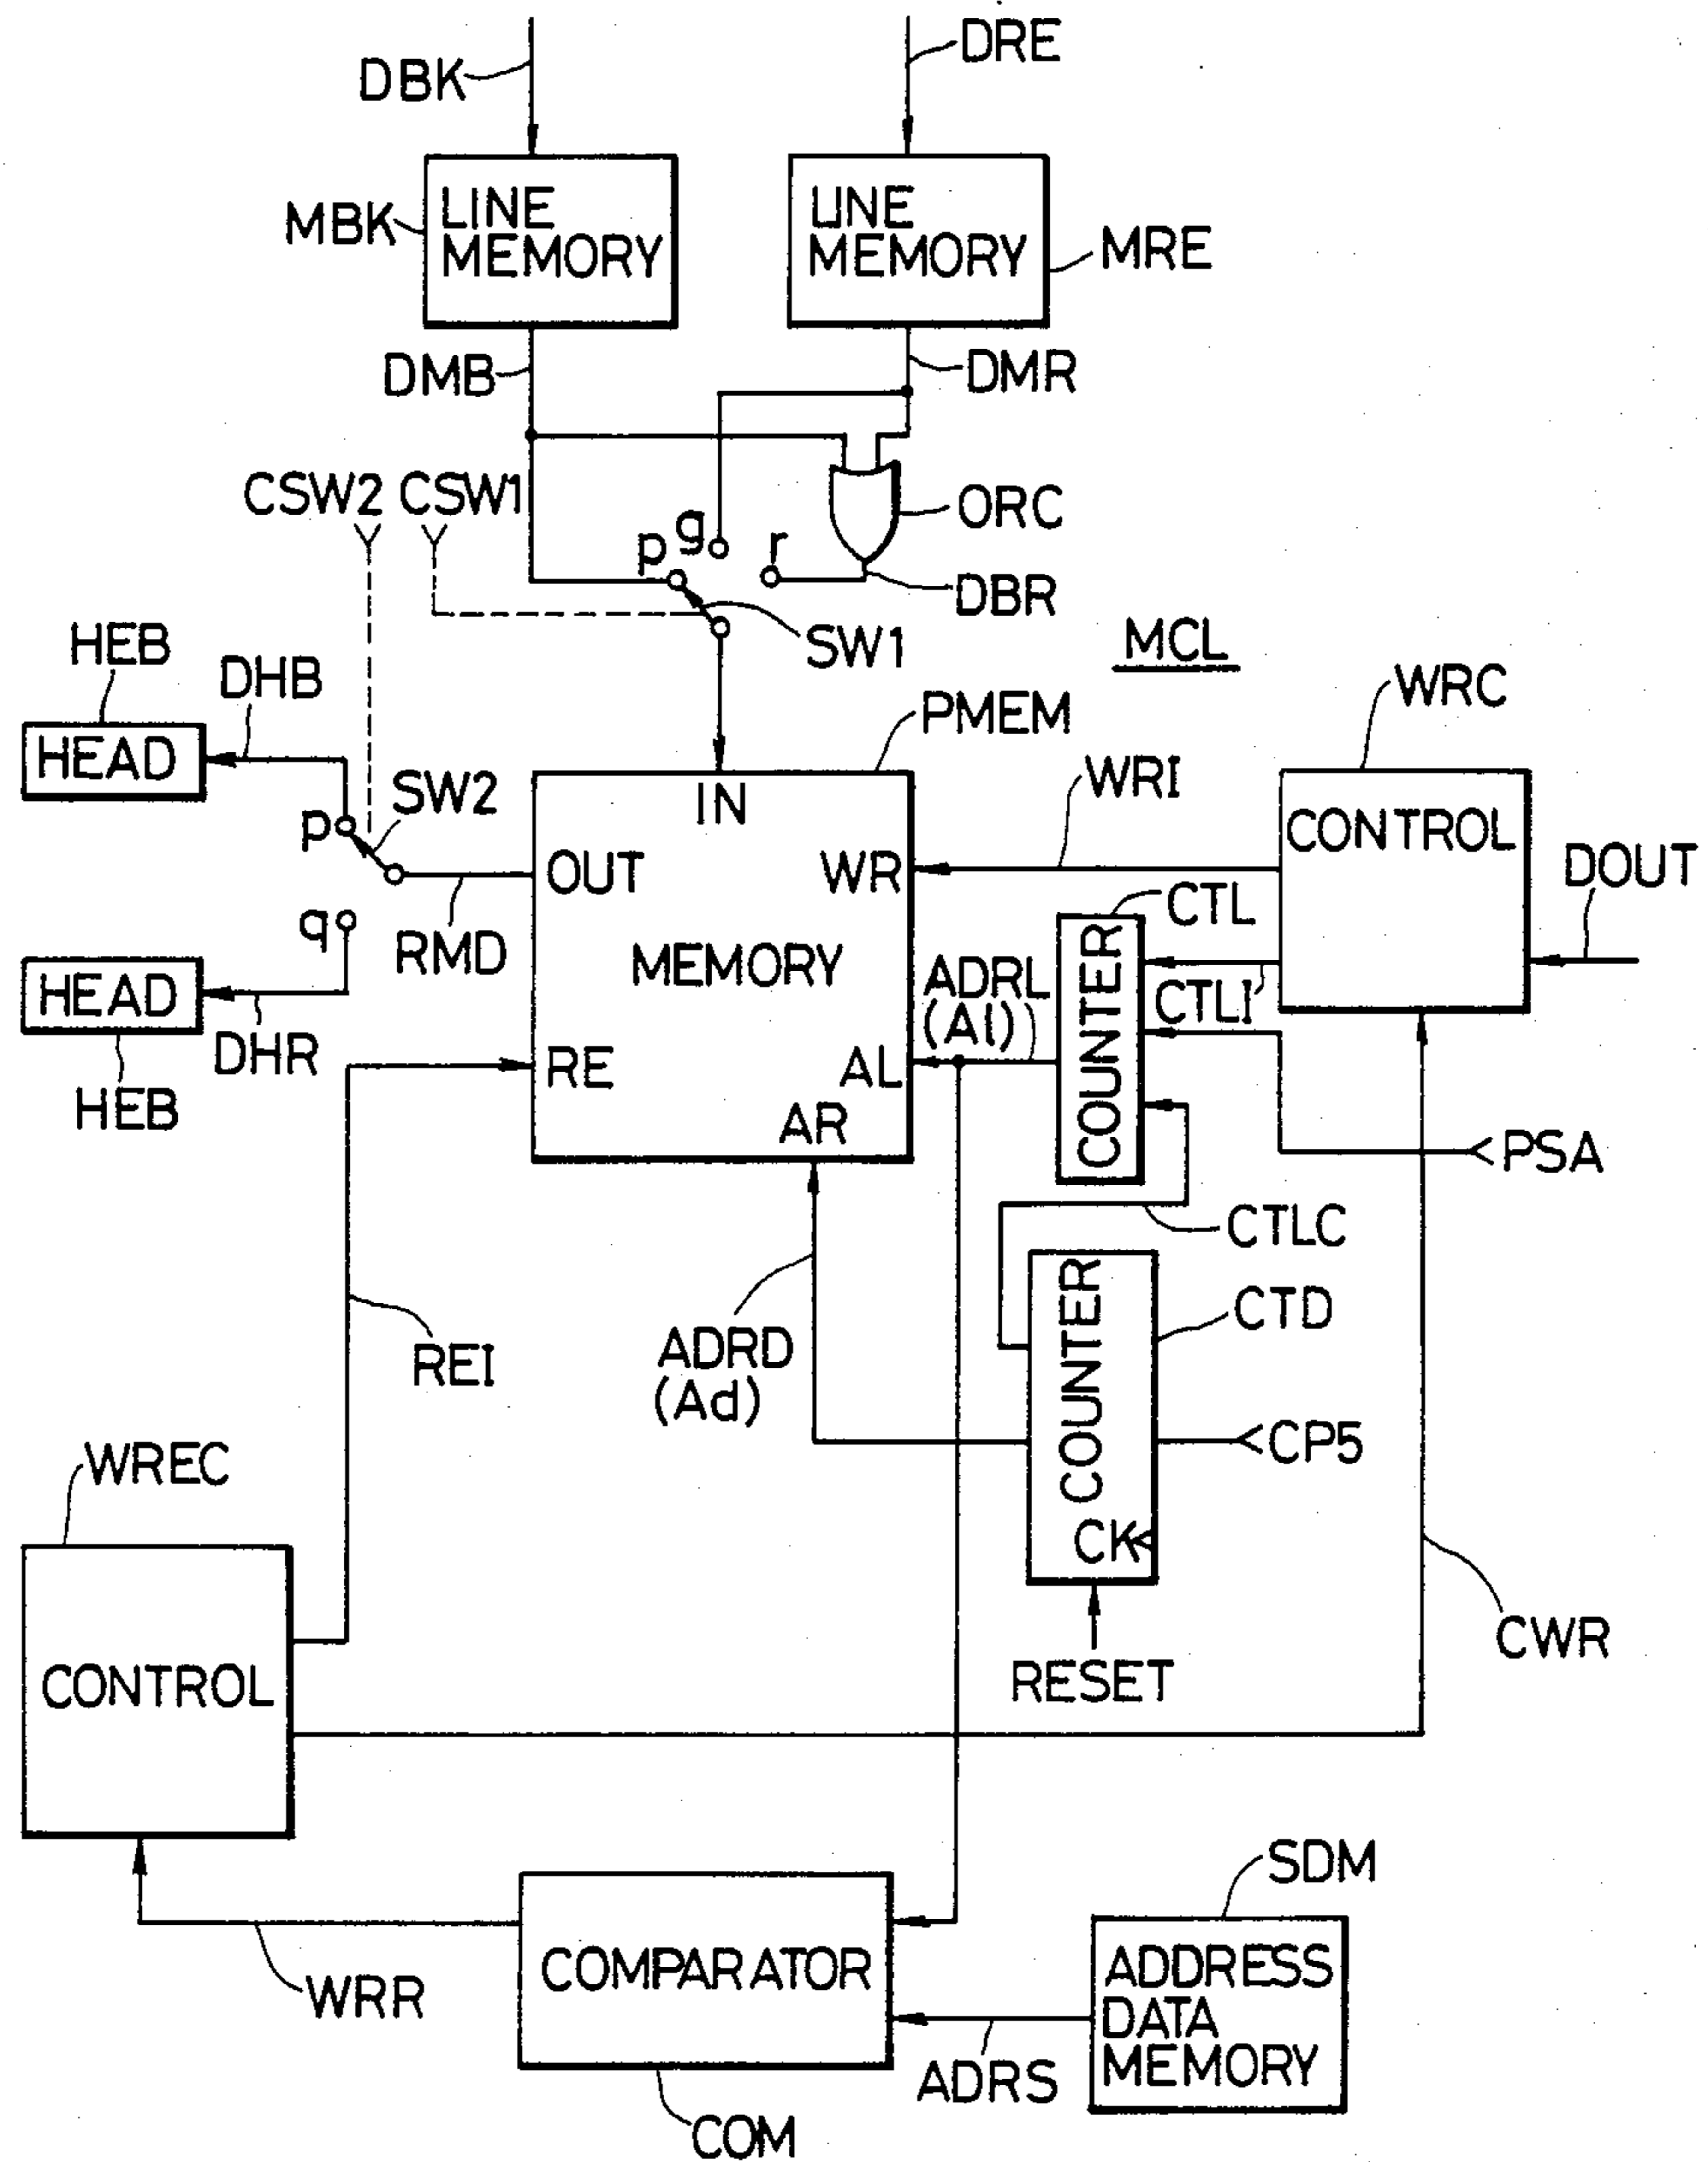 DBK
DRE
MBK
LINE
MEMORY
LINE
MEMORY
MRE
DMB
DMR
CSW2
CSW1
ORC
p
g
r
DBR
SW1
MCL
HEB
DHB
WRC
HEAD
PMEM
WRI
SW2
p
IN
CONTROL
OUT
WR
DOUT
CTL
q
RMD
MEMORY
ADRL
(Al)
COUNTER
CTLI
HEAD
DHR
RE
AL
HEB
AR
PSA
CTLC
COUNTER
CTD
REI
ADRD
(Ad)
CP5
WREC
CK
CWR
RESET
CONTROL
SDM
COMPARATOR
ADDRESS
DATA
MEMORY
WRR
ADRS
COM